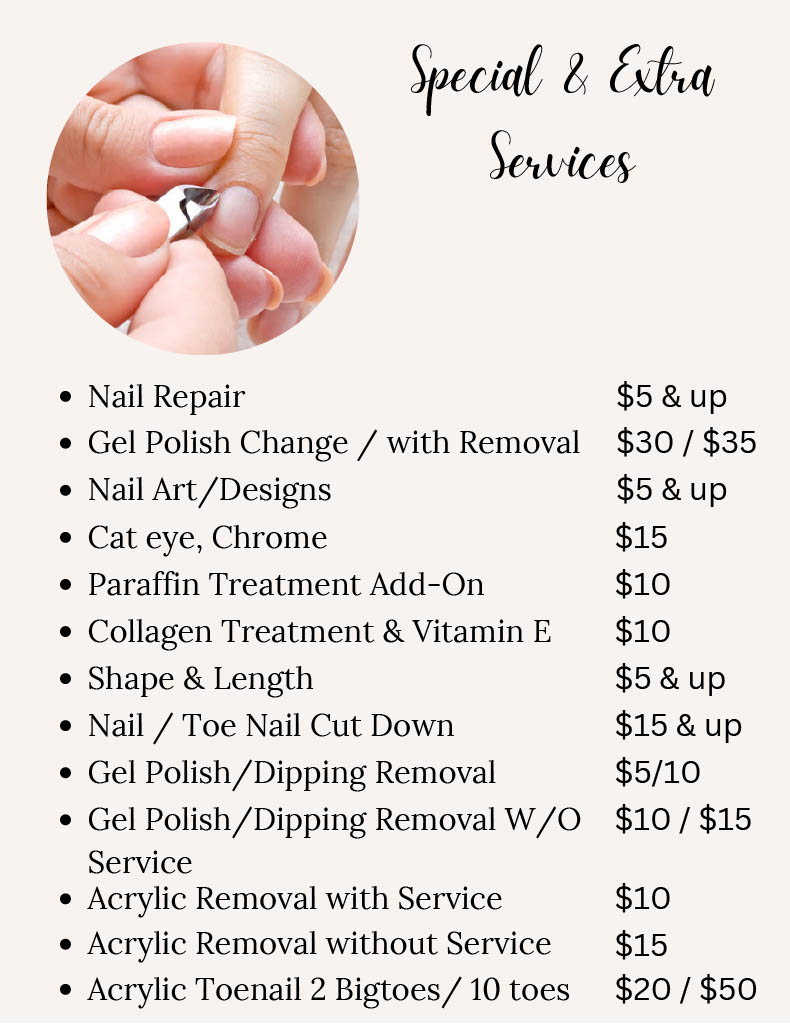 Special & Extra
Services
• Nail Repair $5 & up
• Gel Polish Change / with Removal $30 / $35
• Nail Art/Designs $5 & up
• Cat eye, Chrome $15
• Paraffin Treatment Add-On $10
• Collagen Treatment & Vitamin E $10
• Shape & Length $5 & up
• Nail / Toe Nail Cut Down $15 & up
• Gel Polish/Dipping Removal $5/10
• Gel Polish/Dipping Removal W/O $10 / $15
Service
• Acrylic Removal with Service $10
• Acrylic Removal without Service $15
• Acrylic Toenail 2 Bigtoes/ 10 toes $20 / $50